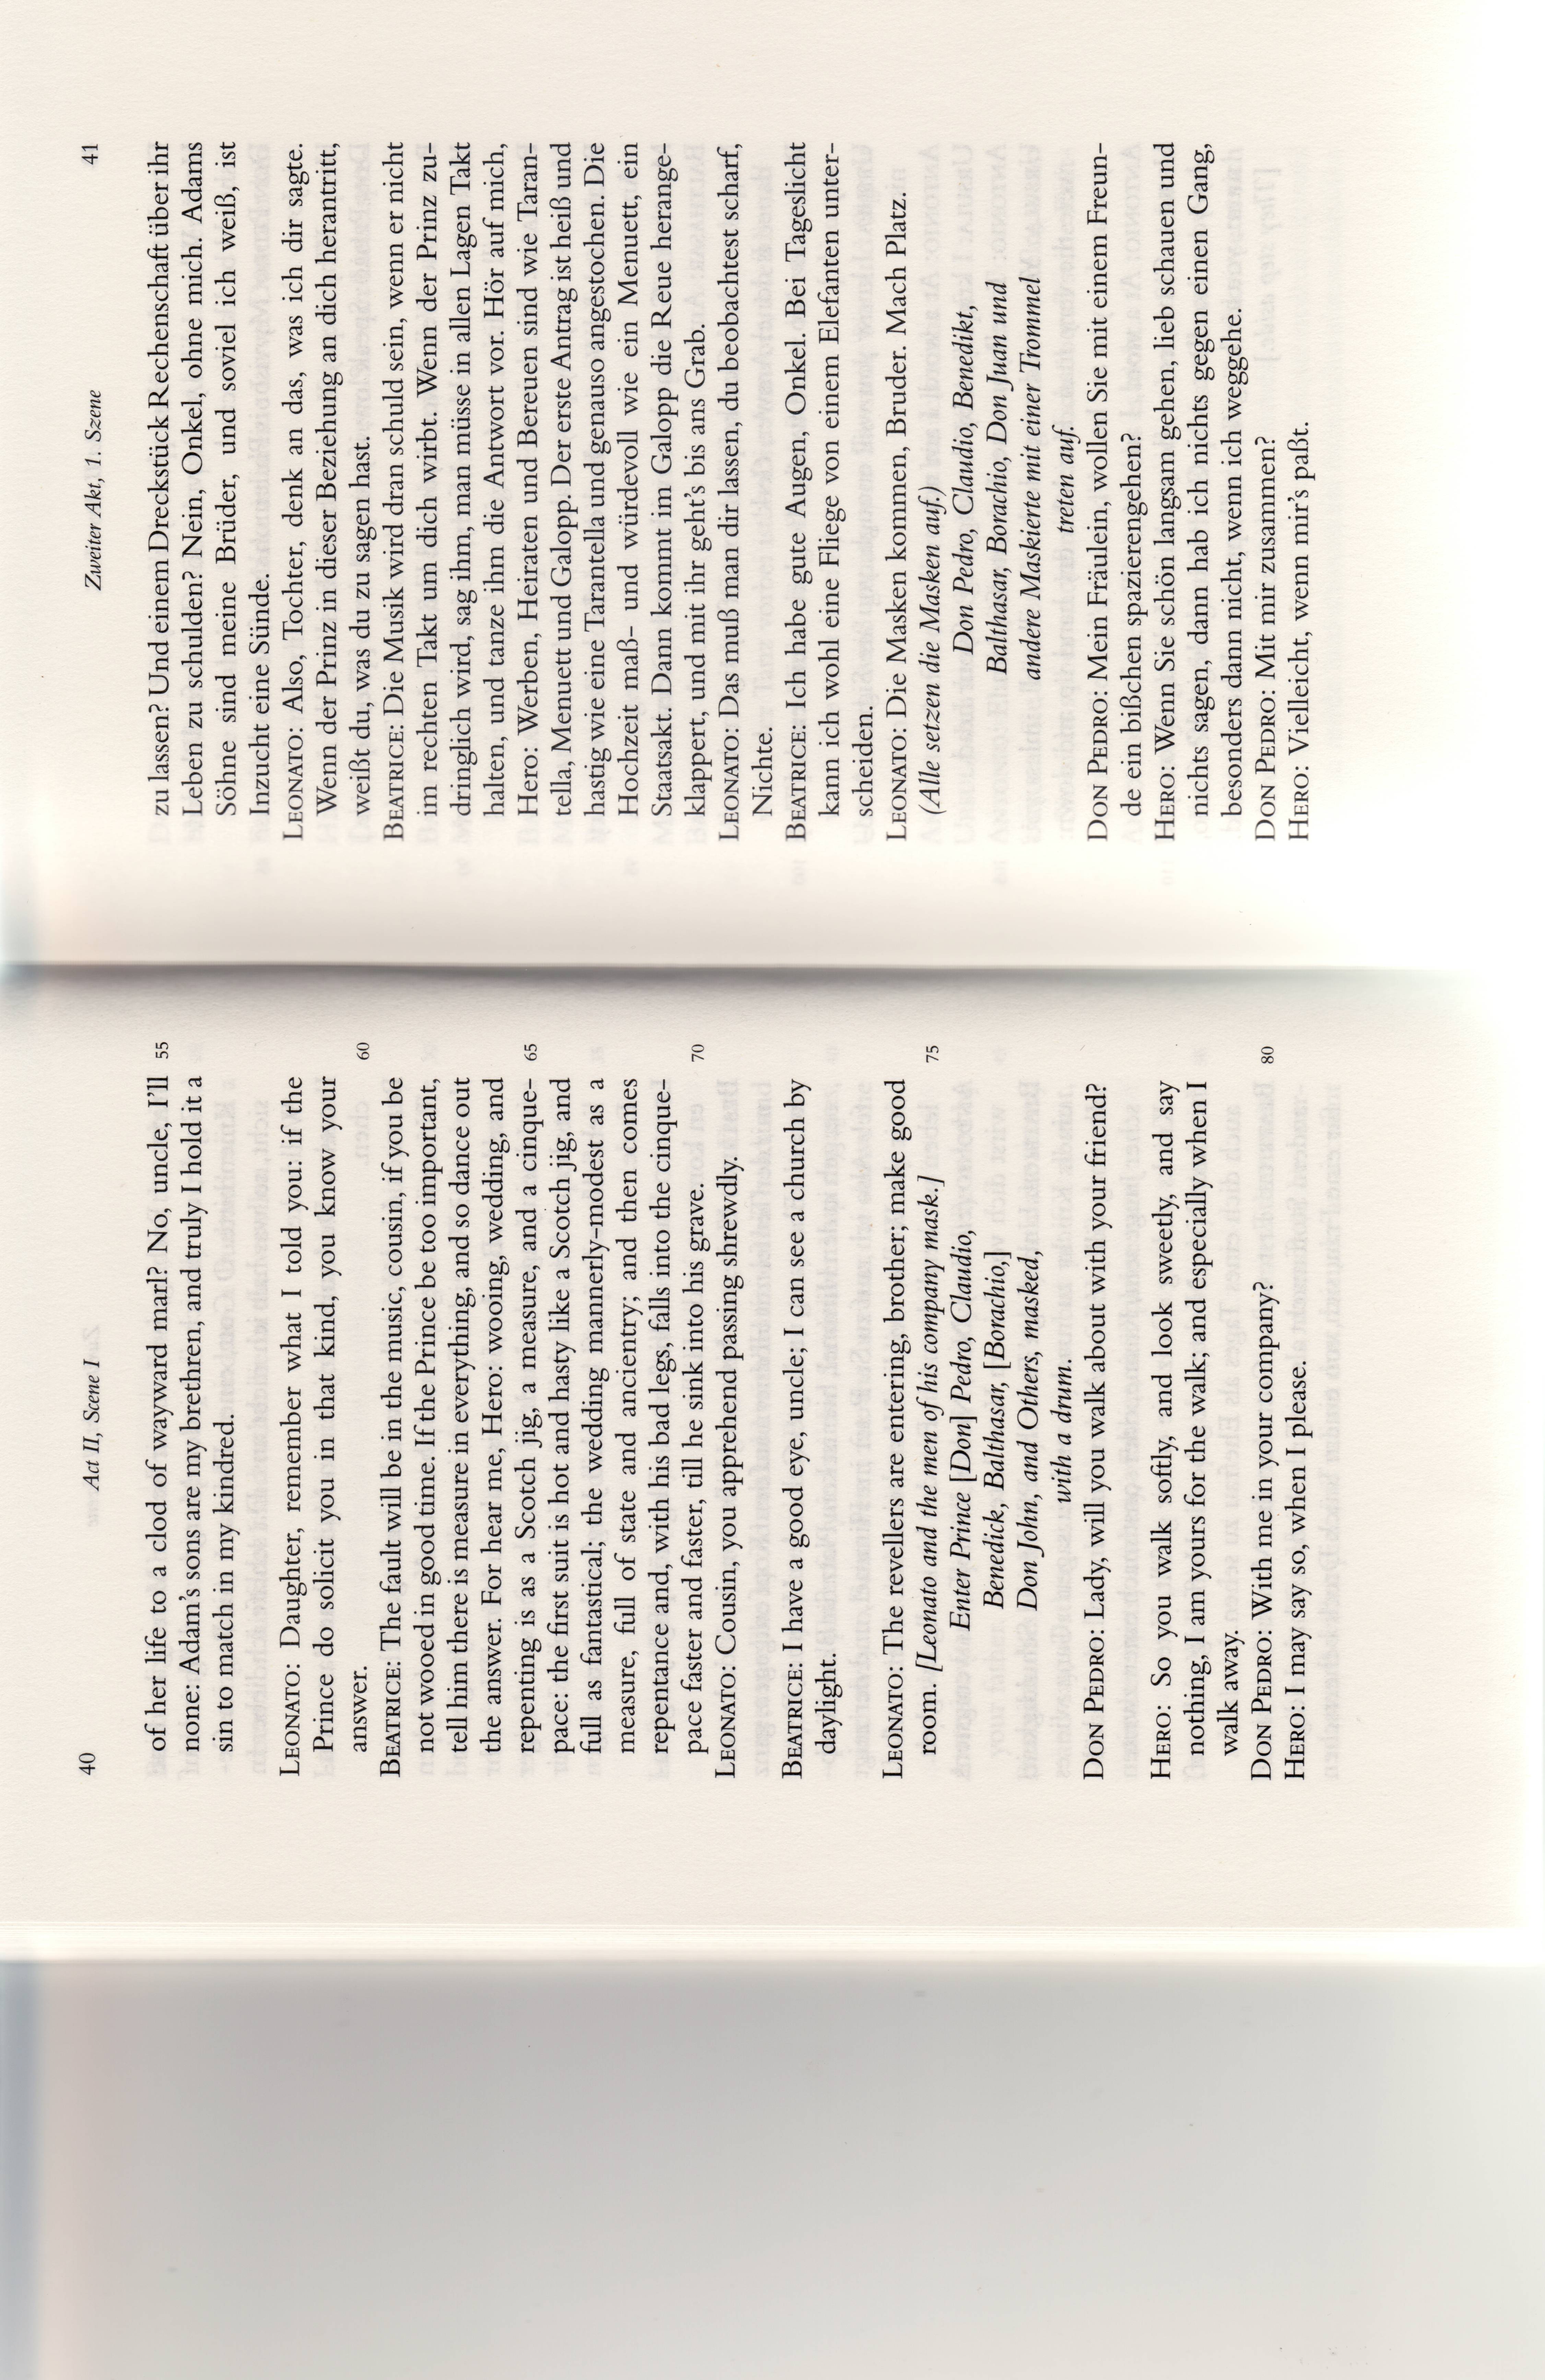 40
Act II, Scene I
of her life to a clod of wayward marl? No, uncle, I'll 55
none: Adam's sons are my brethren, and truly I hold it a
sin to match in my kindred.
LEONATO: Daughter, remember what I told you: if the
Prince do solicit you in that kind, you know your
answer. 60
BEATRICE: The fault will be in the music, cousin, if you be
not wooed in good time. If the Prince be too important,
tell him there is measure in everything, and so dance out
the answer. For hear me, Hero: wooing, wedding, and
repenting is as a Scotch jig, a measure, and a cinque- 65
pace: the first suit is hot and hasty like a Scotch jig, and
full as fantastical; the wedding mannerly-modest as a
measure, full of state and ancientry; and then comes
repentance and, with his bad legs, falls into the cinque-
pace faster and faster, till he sink into his grave. 70
LEONATO: Cousin, you apprehend passing shrewdly.
BEATRICE: I have a good eye, uncle; I can see a church by
daylight.
LEONATO: The revellers are entering, brother; make good
room. [Leonato and the men of his company mask.] 75
Enter Prince [Don] Pedro, Claudio,
Benedick, Balthasar, [Borachio,]
Don John, and Others, masked,
with a drum.
DON PEDRO: Lady, will you walk about with your friend?
HERO: So you walk softly, and look sweetly, and say
nothing, I am yours for the walk; and especially when I
walk away.
DON PEDRO: With me in your company? 80
HERO: I may say so, when I please.
Zweiter Akt, 1. Szene
41
zu lassen? Und einem Dreckstück Rechenschaft über ihr
Leben zu schulden? Nein, Onkel, ohne mich. Adams
Söhne sind meine Brüder, und soviel ich weiß, ist
Inzucht eine Sünde.
LEONATO: Also, Tochter, denk an das, was ich dir sagte.
Wenn der Prinz in dieser Beziehung an dich herantritt,
weißt du, was du zu sagen hast.
BEATRICE: Die Musik wird dran schuld sein, wenn er nicht
im rechten Takt um dich wirbt. Wenn der Prinz zu-
dringlich wird, sag ihm, man müsse in allen Lagen Takt
halten, und tanze ihm die Antwort vor. Hör auf mich,
Hero: Werben, Heiraten und Bereuen sind wie Taran-
tella, Menuett und Galopp. Der erste Antrag ist heiß und
hastig wie eine Tarantella und genauso angestochen. Die
Hochzeit maß- und würdevoll wie ein Menuett, ein
Staatsakt. Dann kommt im Galopp die Reue herange-
klappert, und mit ihr geht's bis ans Grab.
LEONATO: Das muß man dir lassen, du beobachtest scharf,
Nichte.
BEATRICE: Ich habe gute Augen, Onkel. Bei Tageslicht
kann ich wohl eine Fliege von einem Elefanten unter-
scheiden.
LEONATO: Die Masken kommen, Bruder. Mach Platz.
(Alle setzen die Masken auf.)
Don Pedro, Claudio, Benedikt,
Balthasar, Borachio, Don Juan und
andere Maskierte mit einer Trommel
treten auf.
DON PEDRO: Mein Fräulein, wollen Sie mit einem Freun-
de ein bißchen spazierengehen?
HERO: Wenn Sie schön langsam gehen, lieb schauen und
nichts sagen, dann hab ich nichts gegen einen Gang,
besonders dann nicht, wenn ich weggehe.
DON PEDRO: Mit mir zusammen?
HERO: Vielleicht, wenn mir's paßt.